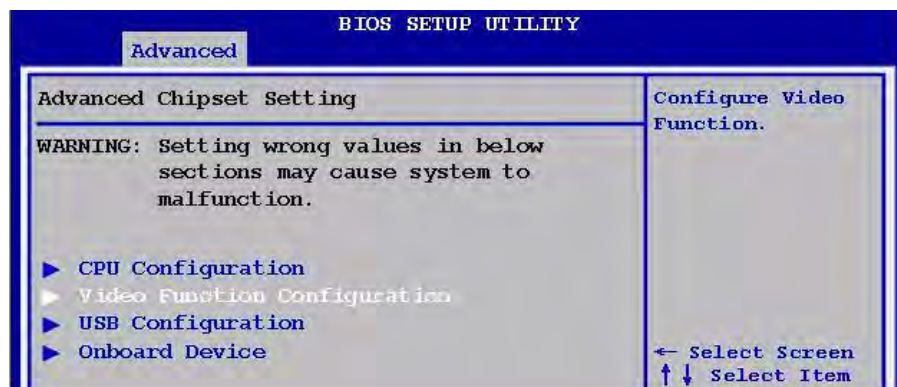 BIOS SETUP UTILITY
Advanced
Advanced Chipset Setting
WARNING: Setting wrong values in below
sections may cause system to
malfunction.
► CPU Configuration
► Video Function Configuration
► USB Configuration
► Onboard Device
Configure Video
Function.
← Select Screen
↑↓ Select Item